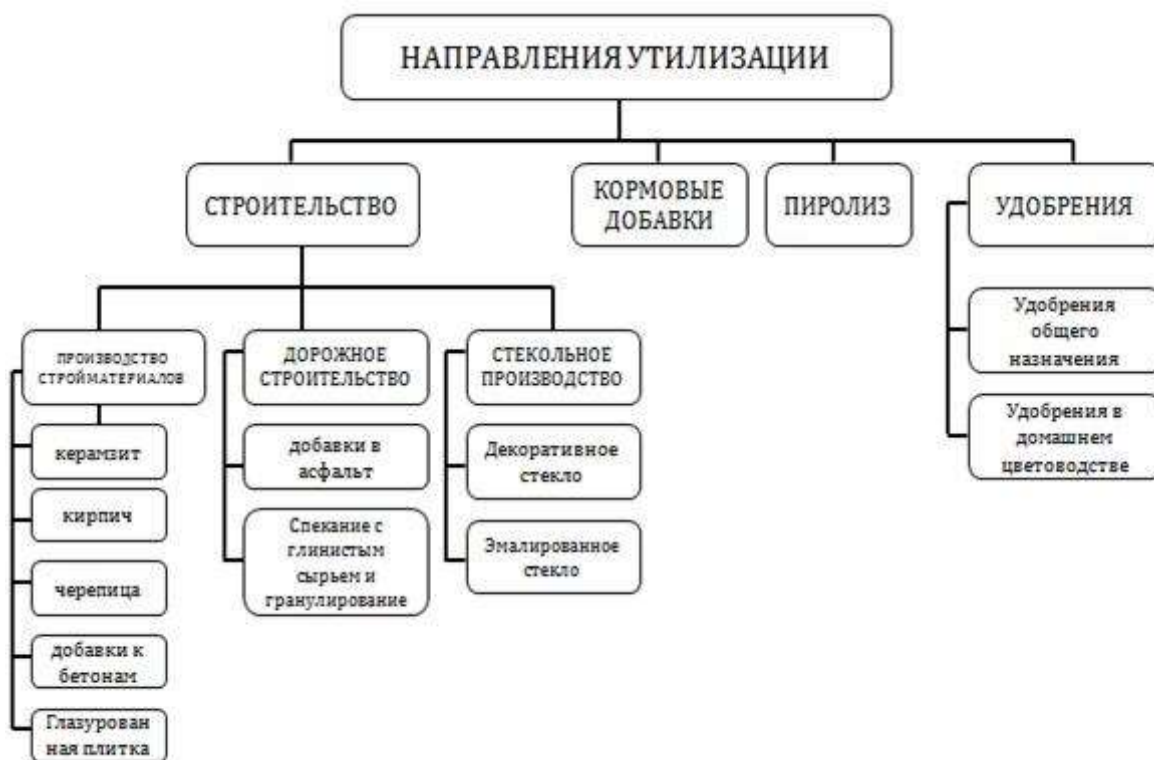 НАПРАВЛЕНИЯ УТИЛИЗАЦИИ
СТРОИТЕЛЬСТВО
КОРМОВЫЕ
ДОБАВКИ
ПИРОЛИЗ
УДОБРЕНИЯ
ПРОИЗВОДСТВО
СТРОЙМАТЕРИАЛОВ
керамзит
кирпич
черепица
добавки к
бетонам
Глазурован
ная плитка
ДОРОЖНОЕ
СТРОИТЕЛЬСТВО
добавки в
асфальт
Спекание с
глинистым
сырьем и
гранулирование
СТЕКОЛЬНОЕ
ПРОИЗВОДСТВО
Декоративное
стекло
Эмалированное
стекло
Удобрения
общего
назначения
Удобрения в
домашнем
цветоводстве